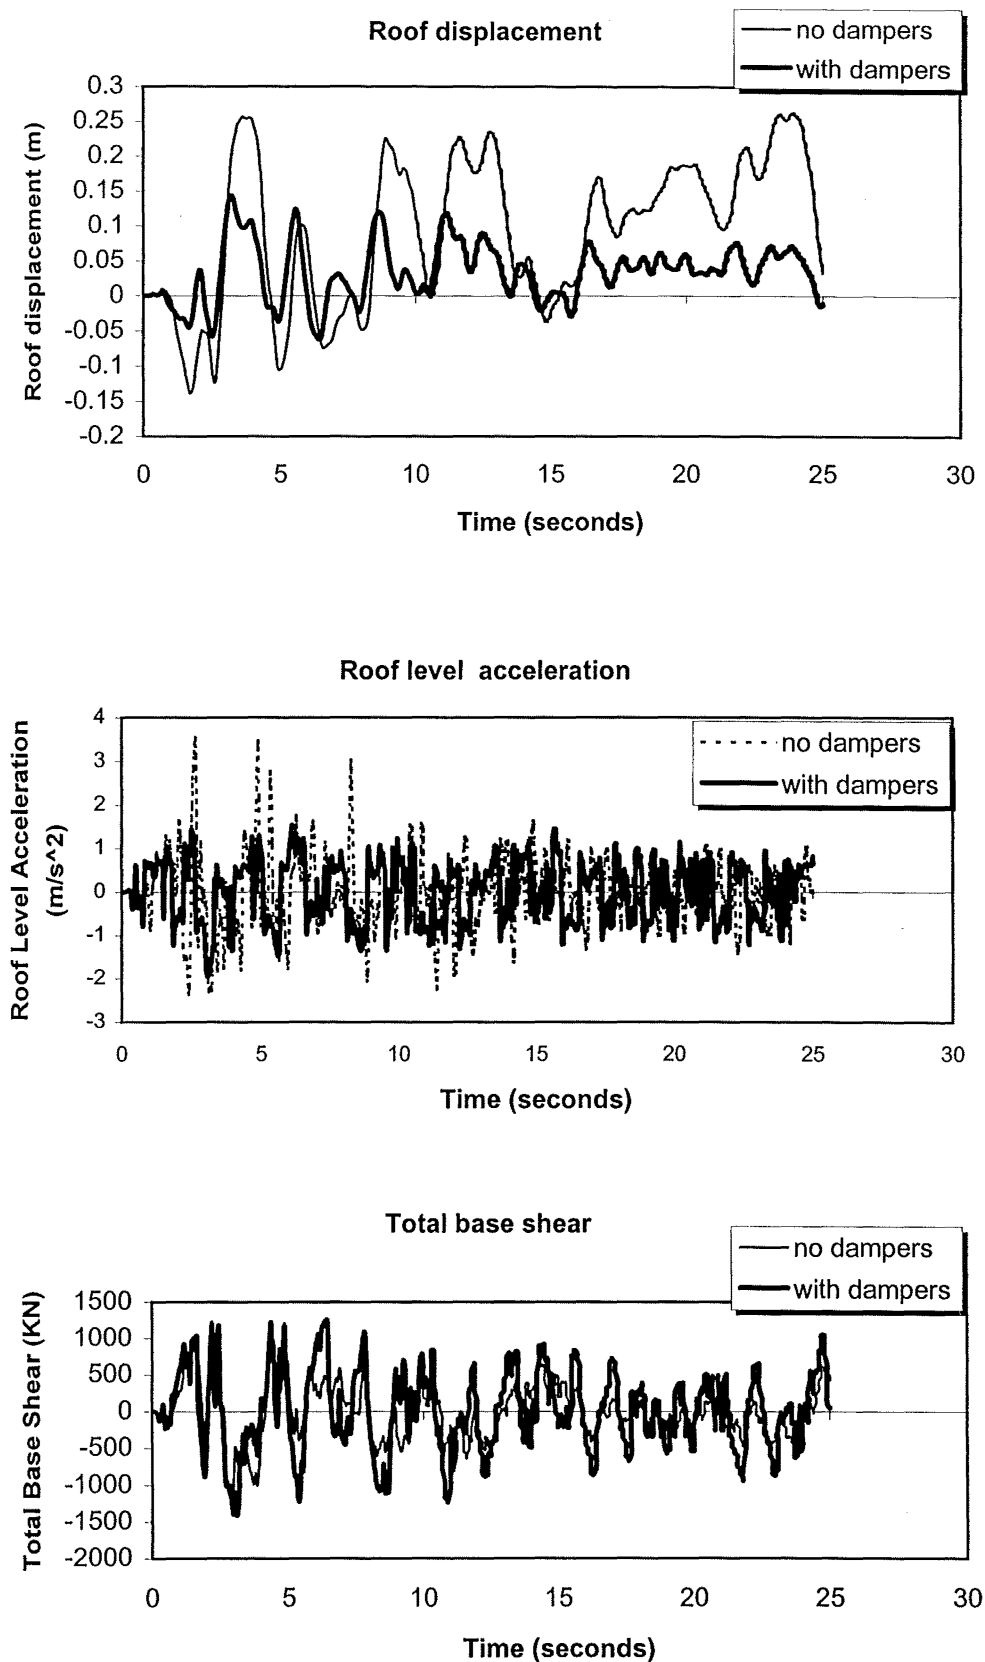 Roof displacement
no dampers
with dampers
Roof displacement (m)
0.3
0.25
0.2
0.15
0.1
0.05
0
-0.05
-0.1
-0.15
-0.2
0 5 10 15 20 25 30
Time (seconds)
Roof level acceleration
no dampers
with dampers
Roof Level Acceleration
(m/s^2)
4
3
2
1
0
-1
-2
-3
0 5 10 15 20 25 30
Time (seconds)
Total base shear
no dampers
with dampers
Total Base Shear (KN)
1500
1000
500
0
-500
-1000
-1500
-2000
0 5 10 15 20 25 30
Time (seconds)